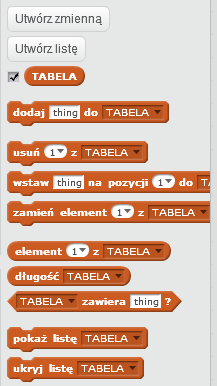 Utwórz zmienną
Utwórz listę
TABELA
dodaj thing do TABELA
usuń 1 z TABELA
wstaw thing na pozycji 1 do TA
zamień element 1 z TABELA
element 1 z TABELA
długość TABELA
TABELA zawiera thing ?
pokaż listę TABELA
ukryj listę TABELA